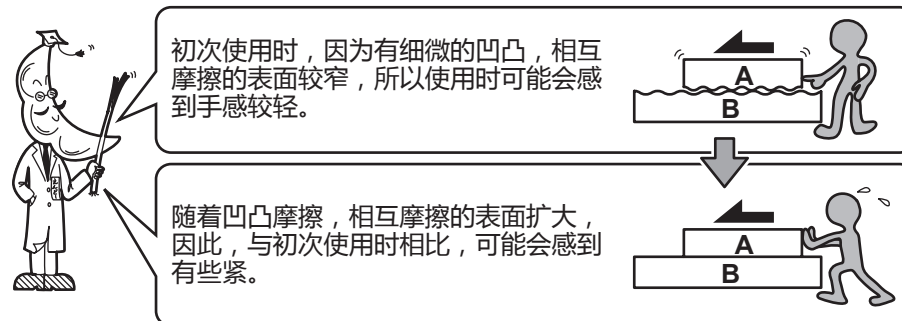 初次使用时，因为有细微的凹凸，相互
摩擦的表面较窄，所以使用时可能会感
到手感较轻。
A
B
随着凹凸摩擦，相互摩擦的表面扩大，
因此，与初次使用时相比，可能会感到
有些紧。
A
B